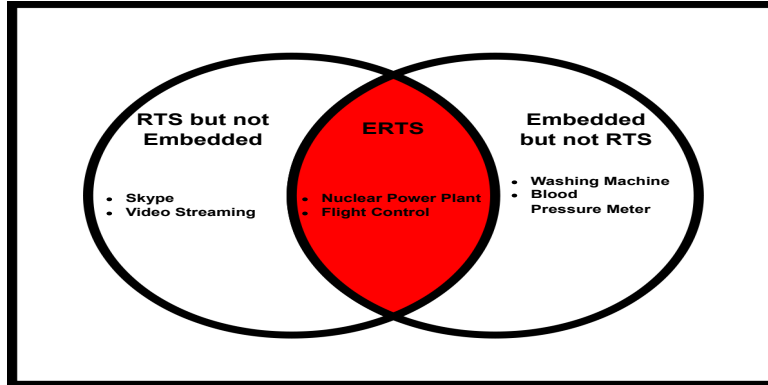 RTS but not
Embedded
• Skype
• Video Streaming
ERTS
• Nuclear Power Plant
• Flight Control
Embedded
but not RTS
• Washing Machine
• Blood
Pressure Meter